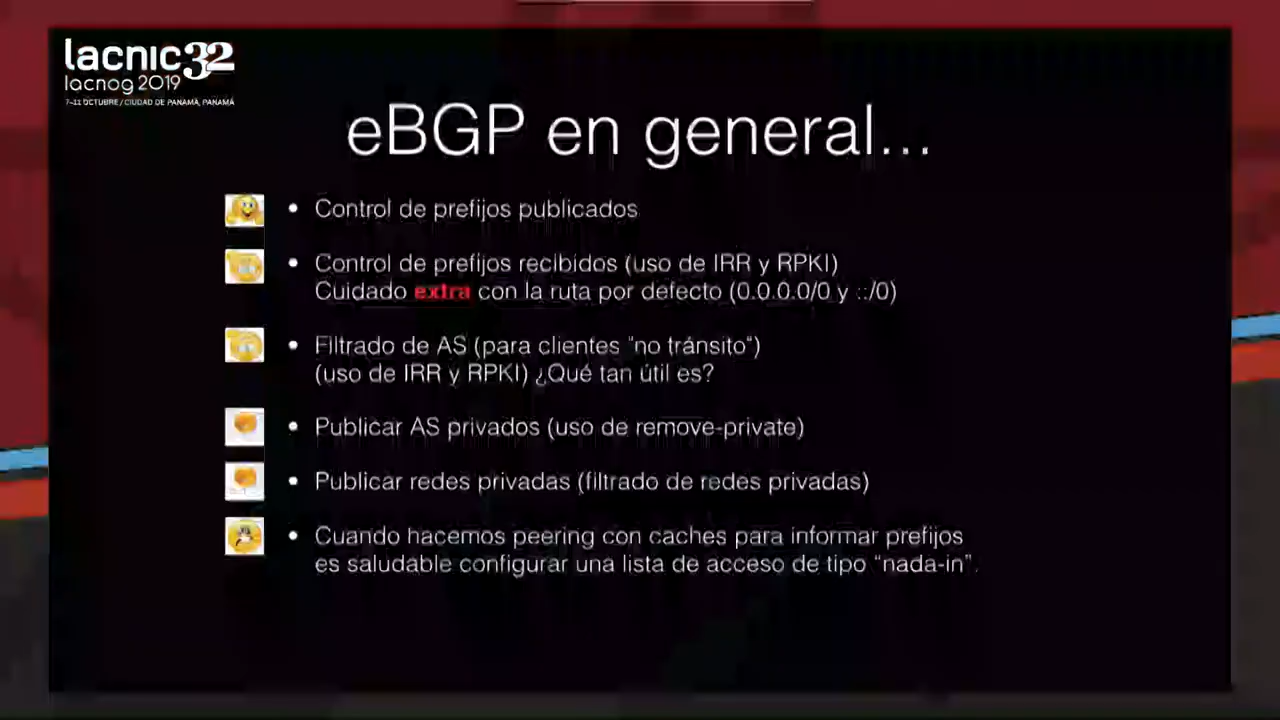 lacnic32
lacnog2019
7-11 OCTUBRE / CIUDAD DE PANAMÁ, PANAMÁ
eBGP en general...
• Control de prefijos publicados
• Control de prefijos recibidos (uso de IRR y RPKI)
Cuidado extra con la ruta por defecto (0.0.0.0/0 y ::/0)
• Filtrado de AS (para clientes "no tránsito")
(uso de IRR y RPKI) ¿Qué tan útil es?
• Publicar AS privados (uso de remove-private)
• Publicar redes privadas (filtrado de redes privadas)
• Cuando hacemos peering con caches para informar prefijos
es saludable configurar una lista de acceso de tipo “nada-in”.